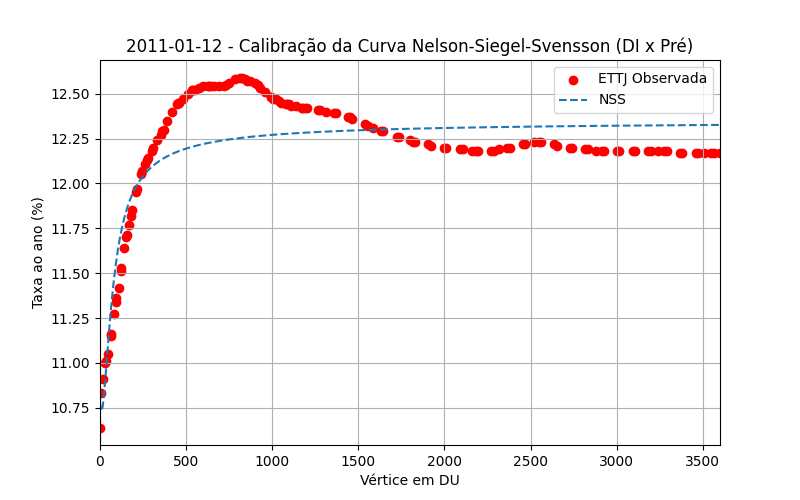 2011-01-12 - Calibração da Curva Nelson-Siegel-Svensson (DI x Pré)
ETTJ Observada
NSS
Taxa ao ano (%)
12.50
12.25
12.00
11.75
11.50
11.25
11.00
10.75
0 500 1000 1500 2000 2500 3000 3500
Vértice em DU